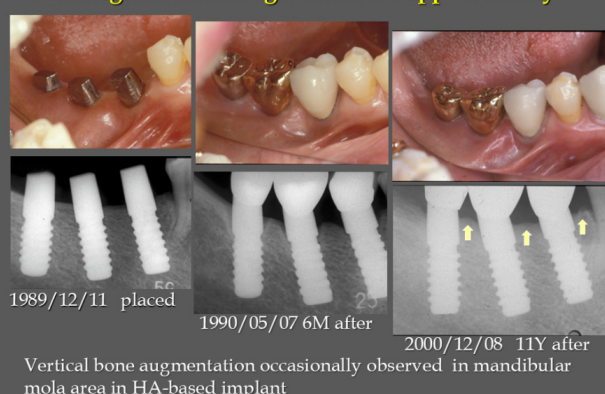 1989/12/11 placed
1990/05/07 6M after
2000/12/08 11Y after
Vertical bone augmentation occasionally observed in mandibular
mola area in HA-based implant